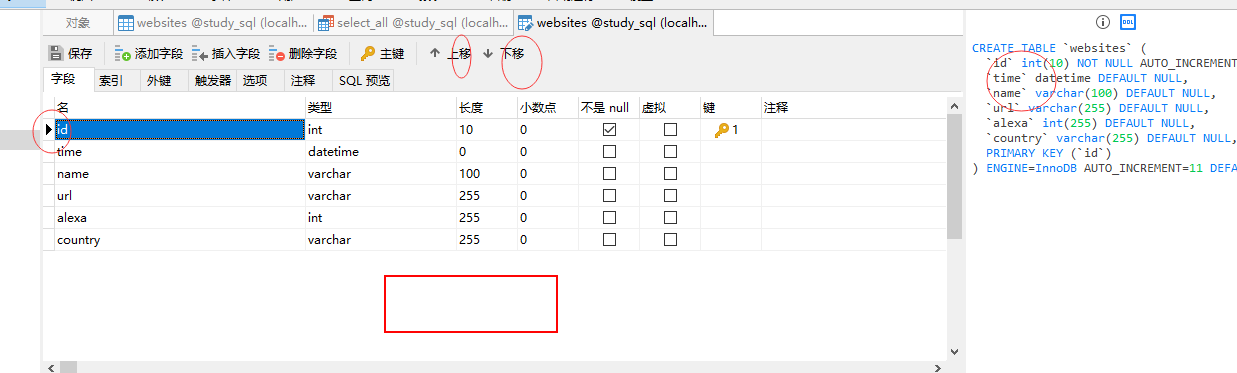 对象 websites @study_sql (localh... select_all @study_sql (localh... websites @study_sql (localh...
保存 添加字段 插入字段 删除字段 主键 上移 下移
字段 索引 外键 触发器 选项 注释 SQL 预览
名 类型 长度 小数点 不是 null 虚拟 键 注释
id int 10 0 1
time datetime 0 0
name varchar 100 0
url varchar 255 0
alexa int 255 0
country varchar 255 0
DDL
CREATE TABLE `websites` (
`id` int(10) NOT NULL AUTO_INCREMENT
`time` datetime DEFAULT NULL,
`name` varchar(100) DEFAULT NULL,
`url` varchar(255) DEFAULT NULL,
`alexa` int(255) DEFAULT NULL,
`country` varchar(255) DEFAULT NULL,
PRIMARY KEY (`id`)
) ENGINE=InnoDB AUTO_INCREMENT=11 DEFA